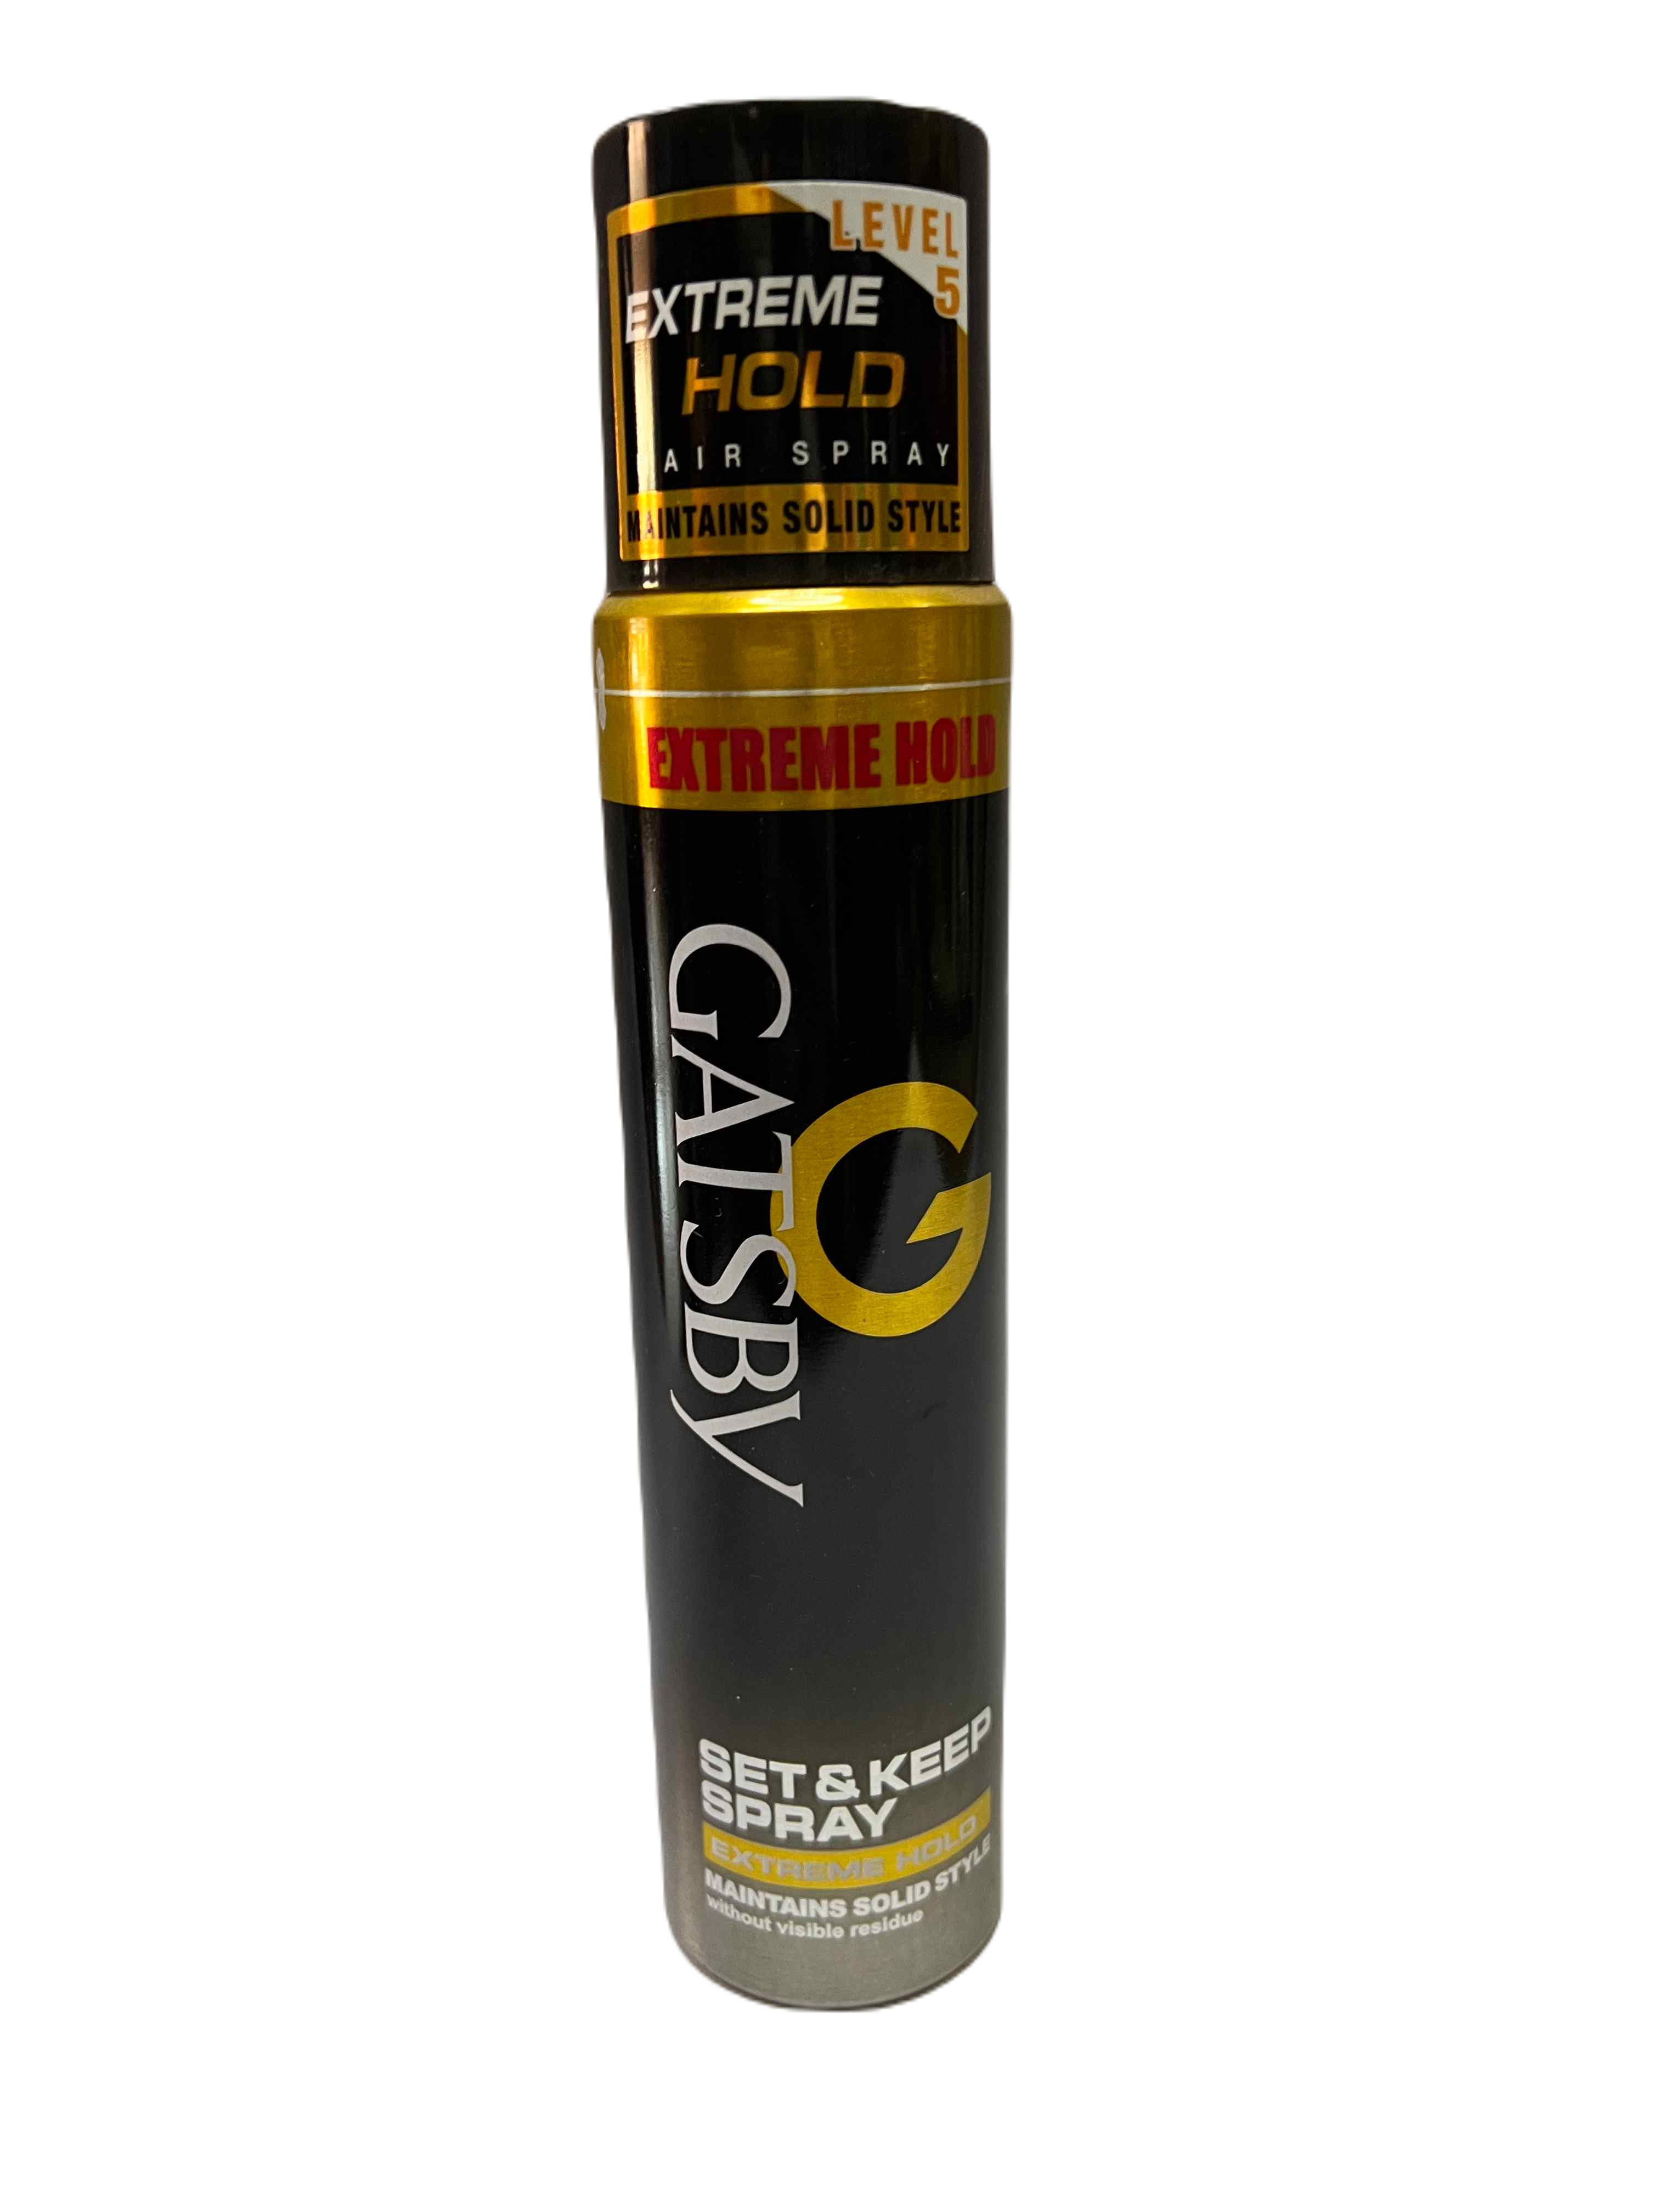 LEVEL
5
EXTREME
HOLD
HAIR SPRAY
MAINTAINS SOLID STYLE
EXTREME HOLD
GATSBY
G
SET & KEEP
SPRAY
EXTREME HOLD
MAINTAINS SOLID STYLE
without visible residue